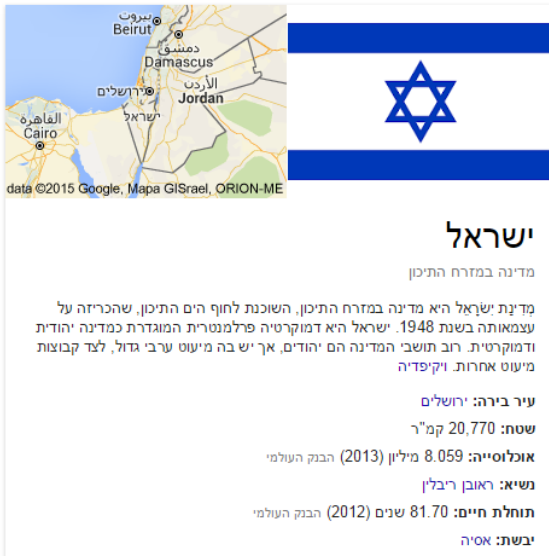 بيروت
Beirut
دمشق
Damascus
ירושלים
الأردن
Jordan
ישראל
القاهرة
Cairo
data ©2015 Google, Mapa GISrael, ORION-ME
ישראל
מדינה במזרח התיכון
מְדִינַת יִשְׂרָאֵל היא מדינה במזרח התיכון, השוכנת לחוף הים התיכון, שהכריזה על
עצמאותה בשנת 1948. ישראל היא דמוקרטיה פרלמנטרית המוגדרת כמדינה יהודית
ודמוקרטית. רוב תושבי המדינה הם יהודים, אך יש בה מיעוט ערבי גדול, לצד קבוצות
מיעוט אחרות. ויקיפדיה
עיר בירה: ירושלים
שטח: 20,770 קמ"ר
אוכלוסייה: 8.059 מיליון (2013) הבנק העולמי
נשיא: ראובן ריבלין
תוחלת חיים: 81.70 שנים (2012) הבנק העולמי
יבשת: אסיה